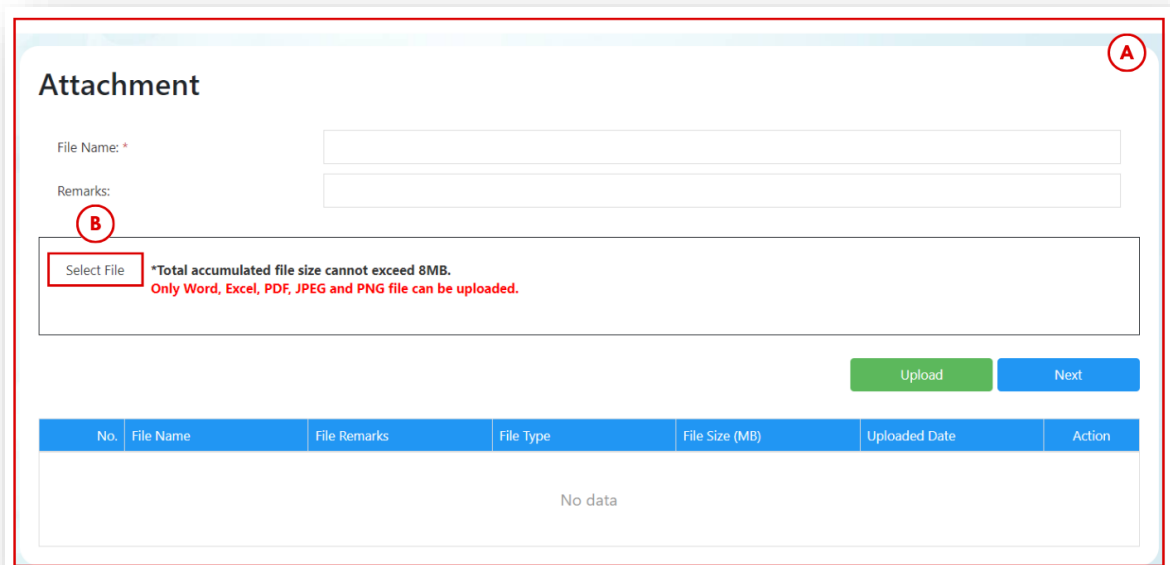 A
Attachment
File Name: *
Remarks:
B
Select File *Total accumulated file size cannot exceed 8MB.
Only Word, Excel, PDF, JPEG and PNG file can be uploaded.
Upload Next
No. File Name File Remarks File Type File Size (MB) Uploaded Date Action
No data